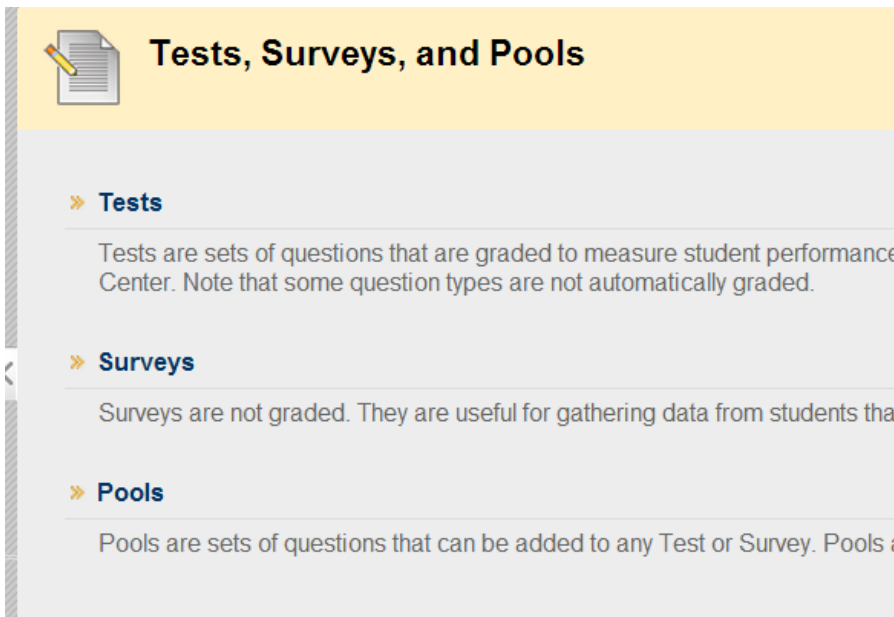 Tests, Surveys, and Pools
Tests
Tests are sets of questions that are graded to measure student performance
Center. Note that some question types are not automatically graded.
Surveys
Surveys are not graded. They are useful for gathering data from students
Pools
Pools are sets of questions that can be added to any Test or Survey. Pools